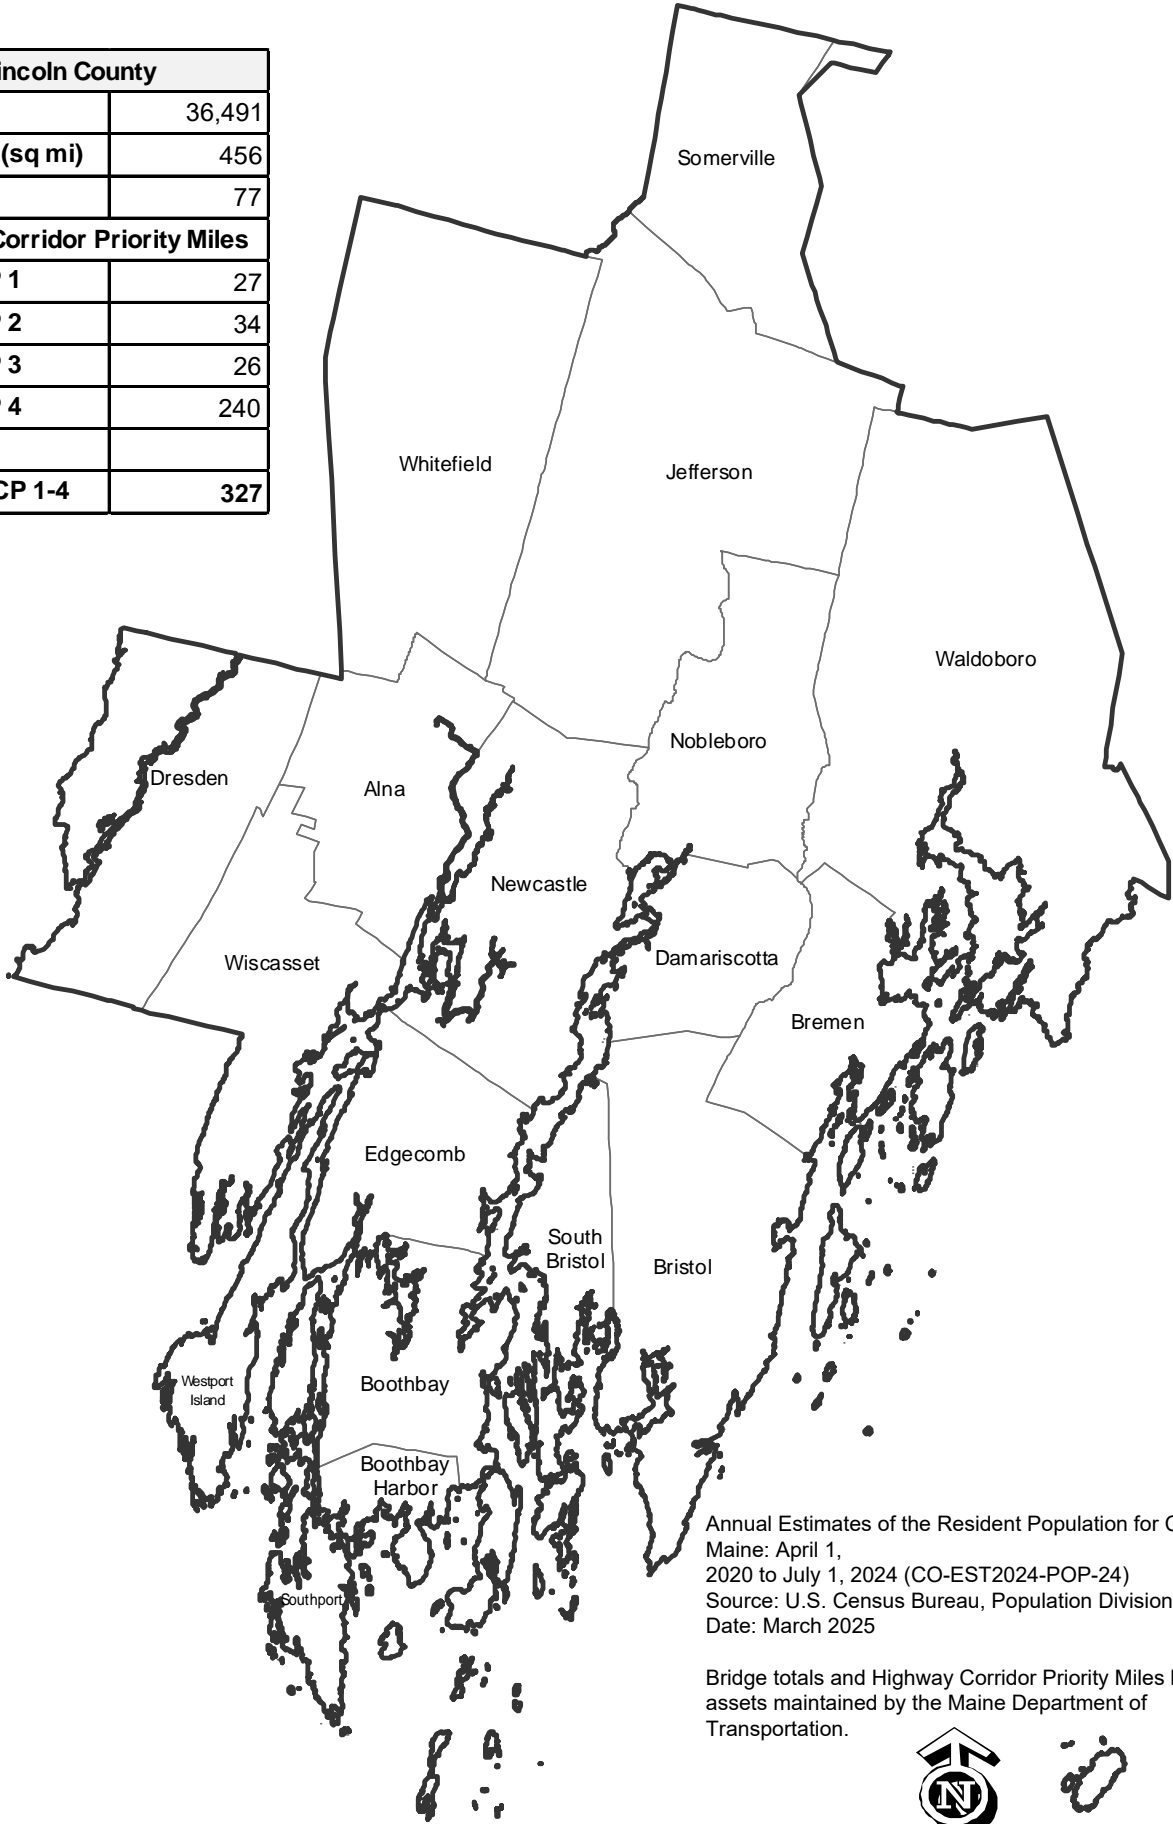 incoln County
36,491
(sq mi) 456
77
Corridor Priority Miles
1 27
2 34
3 26
4 240
CP 1-4 327
Somerville
Whitefield
Jefferson
Waldoboro
Nobleboro
Dresden
Alna
Newcastle
Wiscasset
Damariscotta
Bremen
Edgecomb
South
Bristol
Bristol
Westport
Island
Boothbay
Boothbay
Harbor
Southport
Annual Estimates of the Resident Population for
Maine: April 1,
2020 to July 1, 2024 (CO-EST2024-POP-24)
Source: U.S. Census Bureau, Population Division
Date: March 2025
Bridge totals and Highway Corridor Priority Miles
assets maintained by the Maine Department of
Transportation.
N